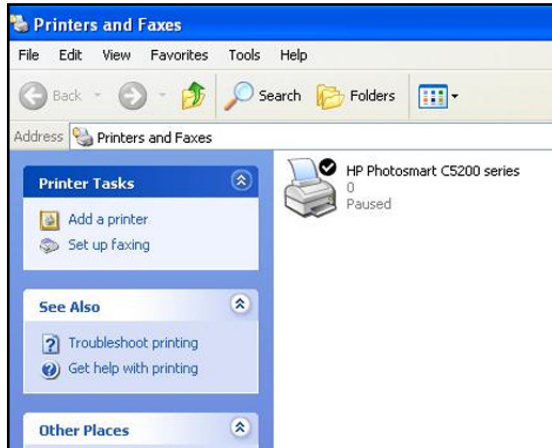 Printers and Faxes
File Edit View Favorites Tools Help
Back Search Folders
Address Printers and Faxes
Printer Tasks
Add a printer
Set up faxing
See Also
Troubleshoot printing
Get help with printing
Other Places
HP Photosmart C5200 series
0
Paused